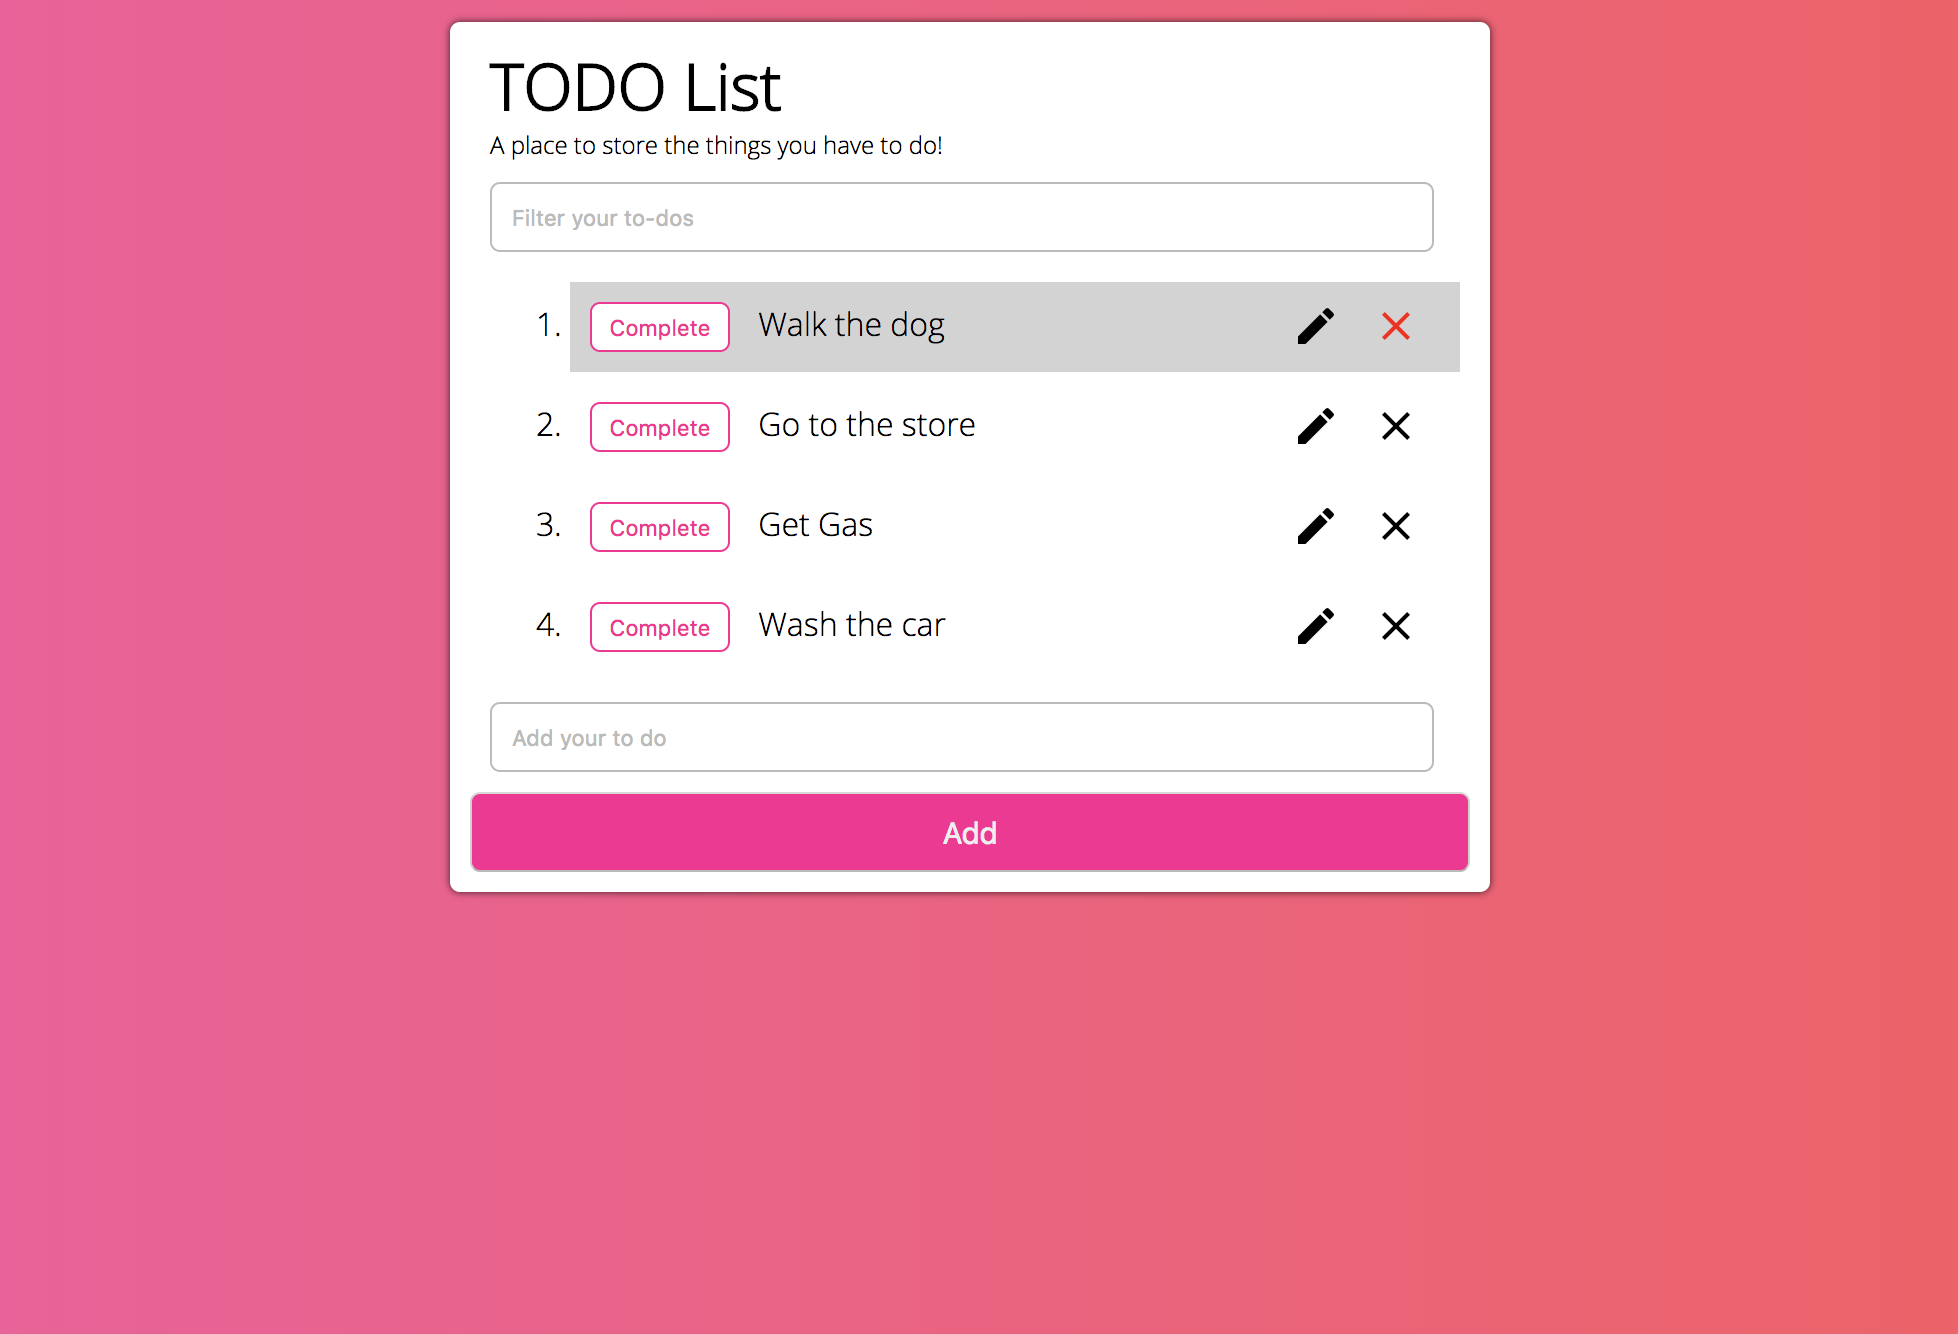 TODO List
A place to store the things you have to do!
Filter your to-dos
1. Complete Walk the dog
2. Complete Go to the store
3. Complete Get Gas
4. Complete Wash the car
Add your to do
Add